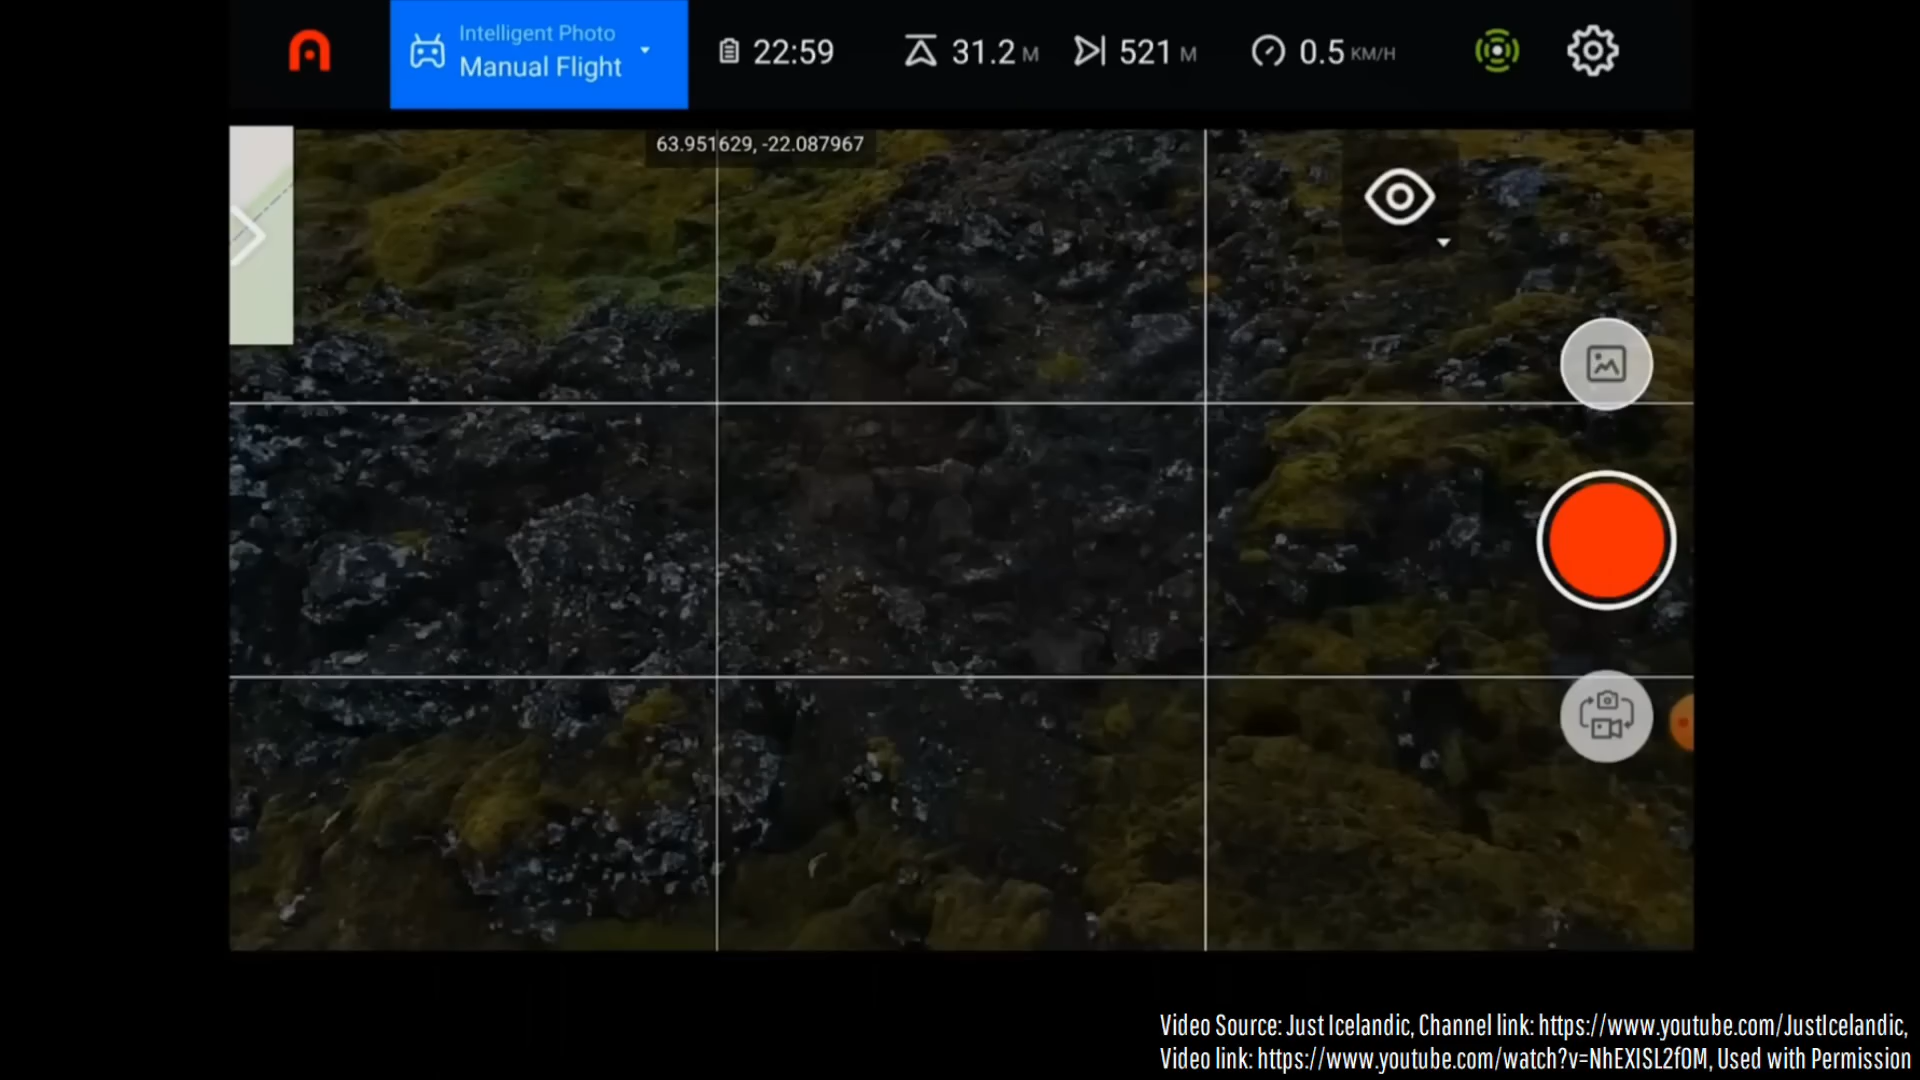 Intelligent Photo
Manual Flight
22:59
31.2 M
521 M
0.5 KM/H
63.951629, -22.087967
Video Source: Just Icelandic, Channel link: https://www.youtube.com/JustIcelandic,
Video link: https://www.youtube.com/watch?v=NhEXISL2fOM, Used with Permission